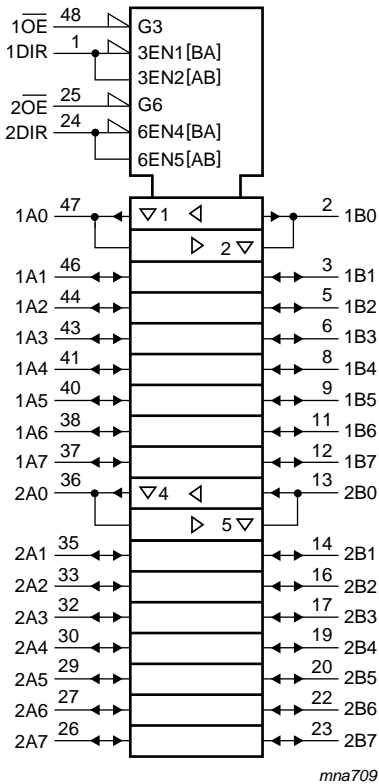 1O̅E̅ 48 G3
1DIR 1 3EN1[BA]
3EN2[AB]
2O̅E̅ 25 G6
2DIR 24 6EN4[BA]
6EN5[AB]
1A0 47 ▽1 ◁ 2 1B0
▷ 2▽
1A1 46 3 1B1
1A2 44 5 1B2
1A3 43 6 1B3
1A4 41 8 1B4
1A5 40 9 1B5
1A6 38 11 1B6
1A7 37 12 1B7
2A0 36 ▽4 ◁ 13 2B0
▷ 5▽
2A1 35 14 2B1
2A2 33 16 2B2
2A3 32 17 2B3
2A4 30 19 2B4
2A5 29 20 2B5
2A6 27 22 2B6
2A7 26 23 2B7
mna709